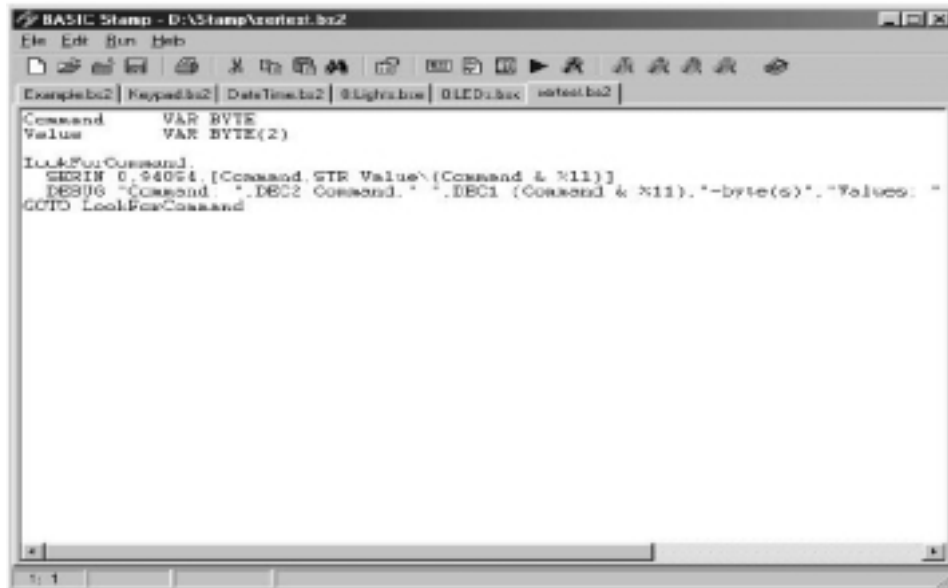 BASIC Stamp - D:\Stamp\sertest.bs2
File Edit Run Help
Example.bs2 Keypad.bs2 DateTime.bs2 8Lights.bsx 8LEDs.bsx sertest.bs2
Command VAR BYTE
Value VAR BYTE(2)
LookForCommand:
SERIN 0,94054,[Command,STR Value\(Command & %11)]
DEBUG "Command: ",DEC2 Command," ",DEC1 (Command & %11),"-byte(s)","Values: "
GOTO LookForCommand
1: 1